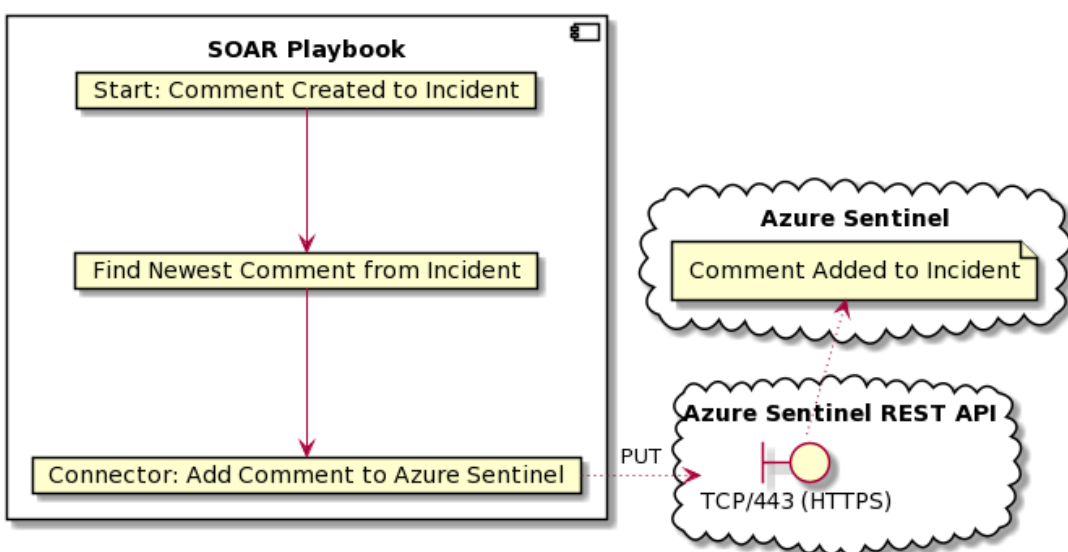 SOAR Playbook
Start: Comment Created to Incident
Find Newest Comment from Incident
Connector: Add Comment to Azure Sentinel
PUT
Azure Sentinel
Comment Added to Incident
Azure Sentinel REST API
TCP/443 (HTTPS)